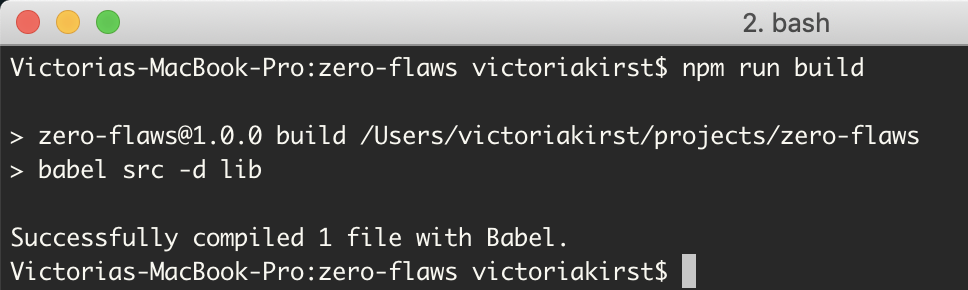 2. bash
Victorias-MacBook-Pro:zero-flaws victoriakirst$ npm run build
> zero-flaws@1.0.0 build /Users/victoriakirst/projects/zero-flaws
> babel src -d lib
Successfully compiled 1 file with Babel.
Victorias-MacBook-Pro:zero-flaws victoriakirst$